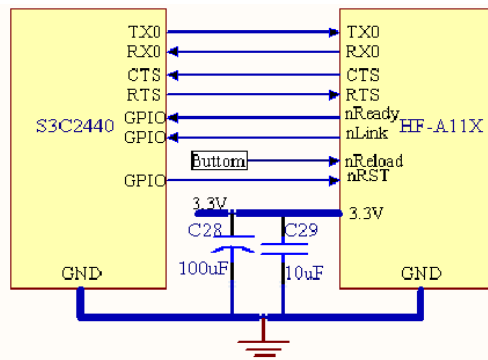 TX0 TX0
RX0 RX0
CTS CTS
RTS RTS
GPIO nReady
S3C2440 GPIO nLink HF-A11X
Buttom nReload
GPIO nRST
3.3V 3.3V
C28 C29
100uF 10uF
GND GND